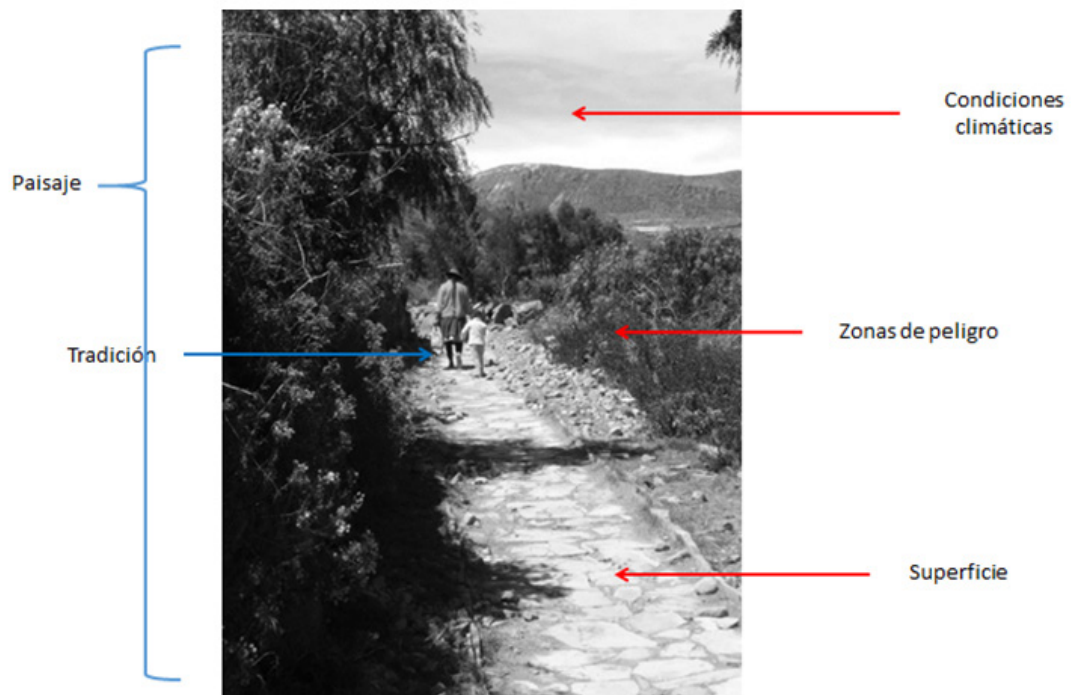 Condiciones
climáticas
Paisaje
Zonas de peligro
Tradición
Superficie